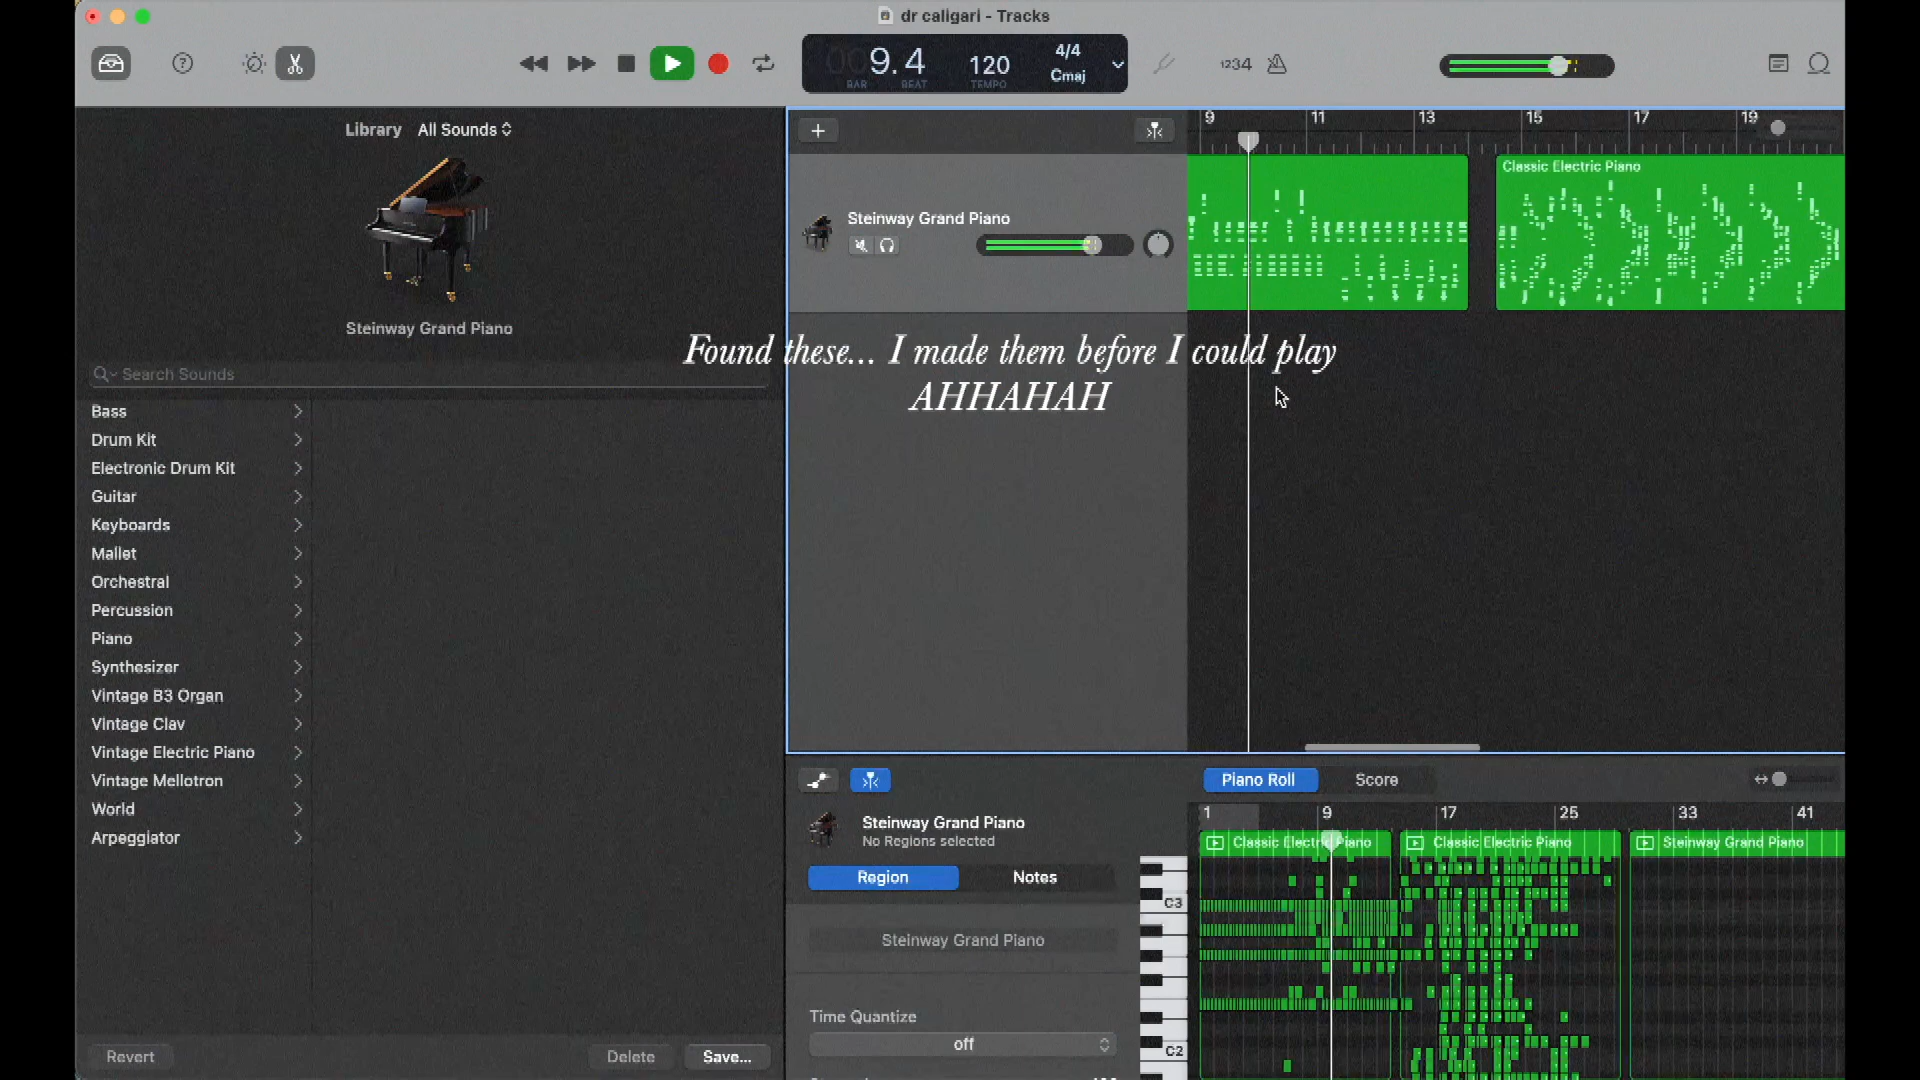 dr caligari - Tracks
009.4
BAR BEAT
120
TEMPO
4/4
Cmaj
1234
Library All Sounds
Steinway Grand Piano
Search Sounds
Bass
Drum Kit
Electronic Drum Kit
Guitar
Keyboards
Mallet
Orchestral
Percussion
Piano
Synthesizer
Vintage B3 Organ
Vintage Clav
Vintage Electric Piano
Vintage Mellotron
World
Arpeggiator
Revert
Delete
Save...
9 11 13 15 17 19
Steinway Grand Piano
Classic Electric Piano
Found these... I made them before I could play
AHHAHAH
Piano Roll
Score
Steinway Grand Piano
No Regions selected
Region
Notes
Steinway Grand Piano
Time Quantize
off
1 9 17 25 33 41
Classic Electric Piano
Classic Electric Piano
Steinway Grand Piano
C3
C2